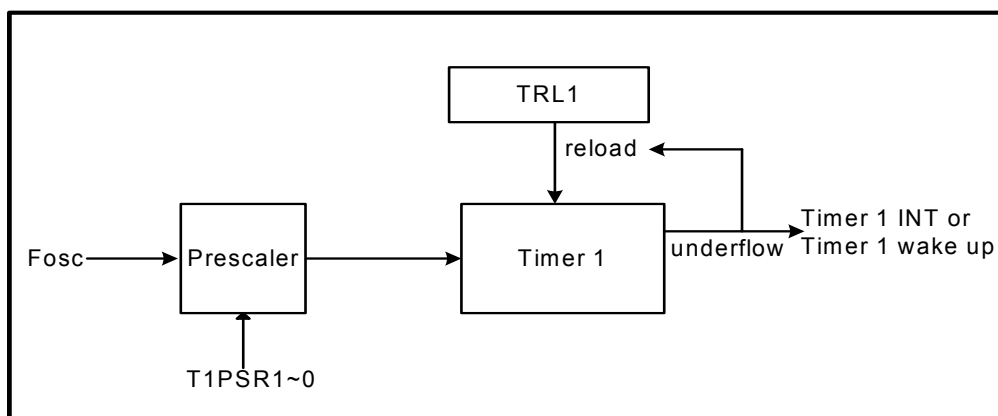 TRL1
reload
Fosc
Prescaler
Timer 1
underflow
Timer 1 INT or
Timer 1 wake up
T1PSR1~0